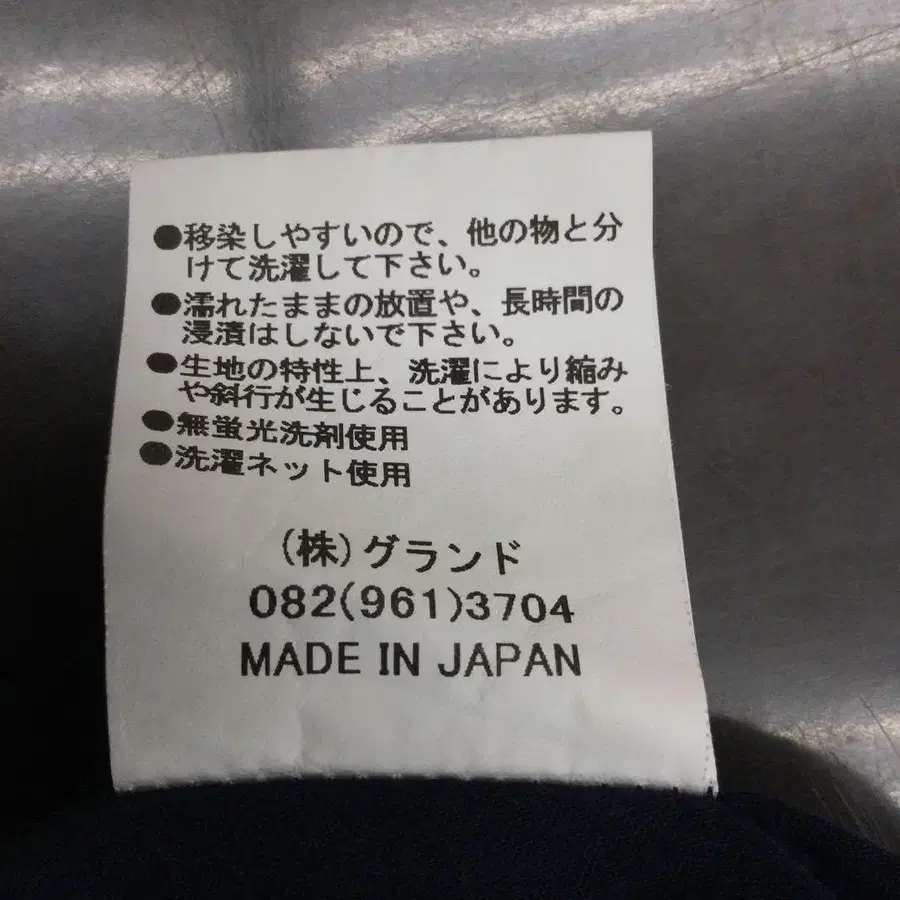 ●移染しやすいので、他の物と分
けて洗濯して下さい。
●濡れたままの放置や、長時間の
浸漬はしないで下さい。
●生地の特性上、洗濯により縮み
や斜行が生じることがあります。
●無蛍光洗剤使用
●洗濯ネット使用
(株)グランド
082(961)3704
MADE IN JAPAN